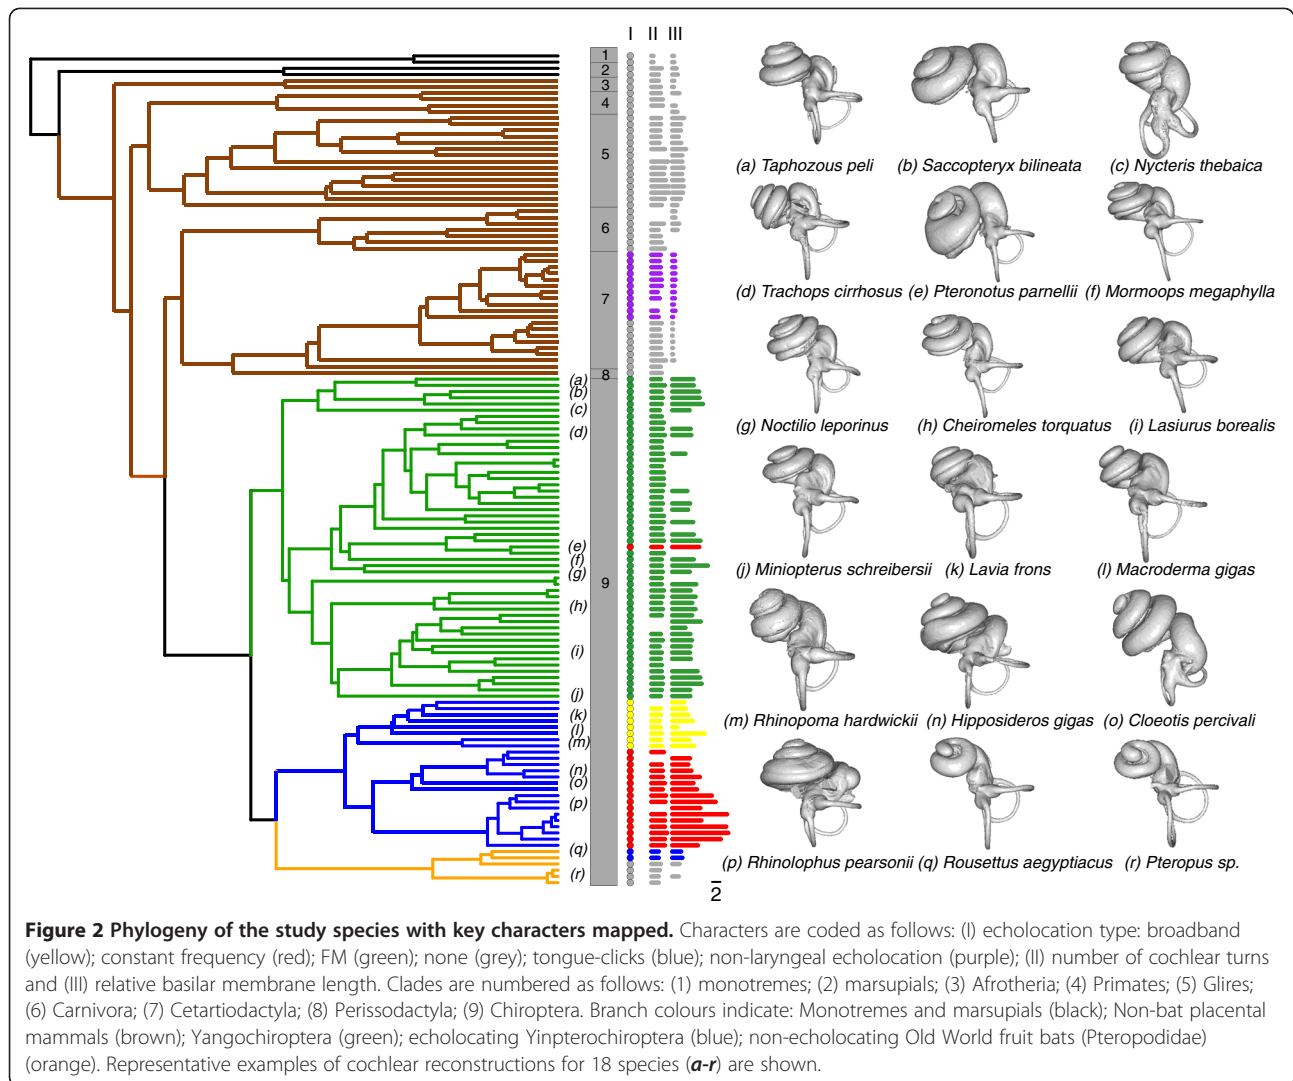 I II III
1
2
3
4
5
6
7
8
9
(a)
(b)
(c)
(d)
(e)
(f)
(g)
(h)
(i)
(j)
(k)
(l)
(m)
(n)
(o)
(p)
(q)
(r)
2
(a) Taphozous peli (b) Saccopteryx bilineata (c) Nycteris thebaica
(d) Trachops cirrhosus (e) Pteronotus parnellii (f) Mormoops megaphylla
(g) Noctilio leporinus (h) Cheiromeles torquatus (i) Lasiurus borealis
(j) Miniopterus schreibersii (k) Lavia frons (l) Macroderma gigas
(m) Rhinopoma hardwickii (n) Hipposideros gigas (o) Cloeotis percivali
(p) Rhinolophus pearsonii (q) Rousettus aegyptiacus (r) Pteropus sp.
Figure 2 Phylogeny of the study species with key characters mapped. Characters are coded as follows: (I) echolocation type: broadband
(yellow); constant frequency (red); FM (green); none (grey); tongue-clicks (blue); non-laryngeal echolocation (purple); (II) number of cochlear turns
and (III) relative basilar membrane length. Clades are numbered as follows: (1) monotremes; (2) marsupials; (3) Afrotheria; (4) Primates; (5) Glires;
(6) Carnivora; (7) Cetartiodactyla; (8) Perissodactyla; (9) Chiroptera. Branch colours indicate: Monotremes and marsupials (black); Non-bat placental
mammals (brown); Yangochiroptera (green); echolocating Yinpterochiroptera (blue); non-echolocating Old World fruit bats (Pteropodidae)
(orange). Representative examples of cochlear reconstructions for 18 species (a-r) are shown.